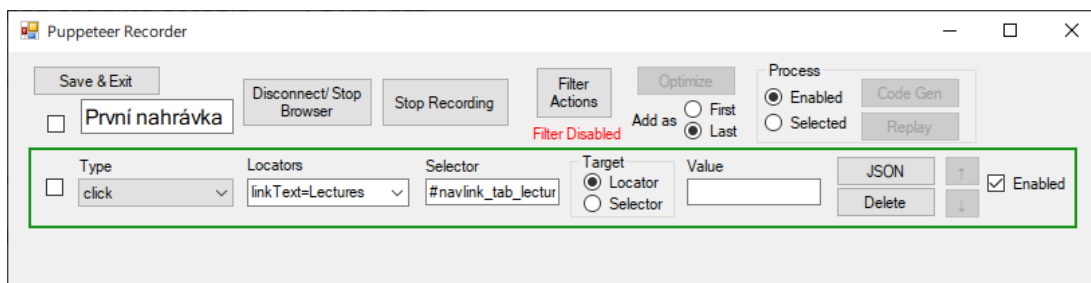 Puppeteer Recorder
Save & Exit
První nahrávka
Disconnect/ Stop
Browser
Stop Recording
Filter
Actions
Filter Disabled
Optimize
Add as
First
Last
Process
Enabled
Selected
Code Gen
Replay
Type
click
Locators
linkText=Lectures
Selector
#navlink_tab_lectur
Target
Locator
Selector
Value
JSON
Delete
↑
↓
Enabled